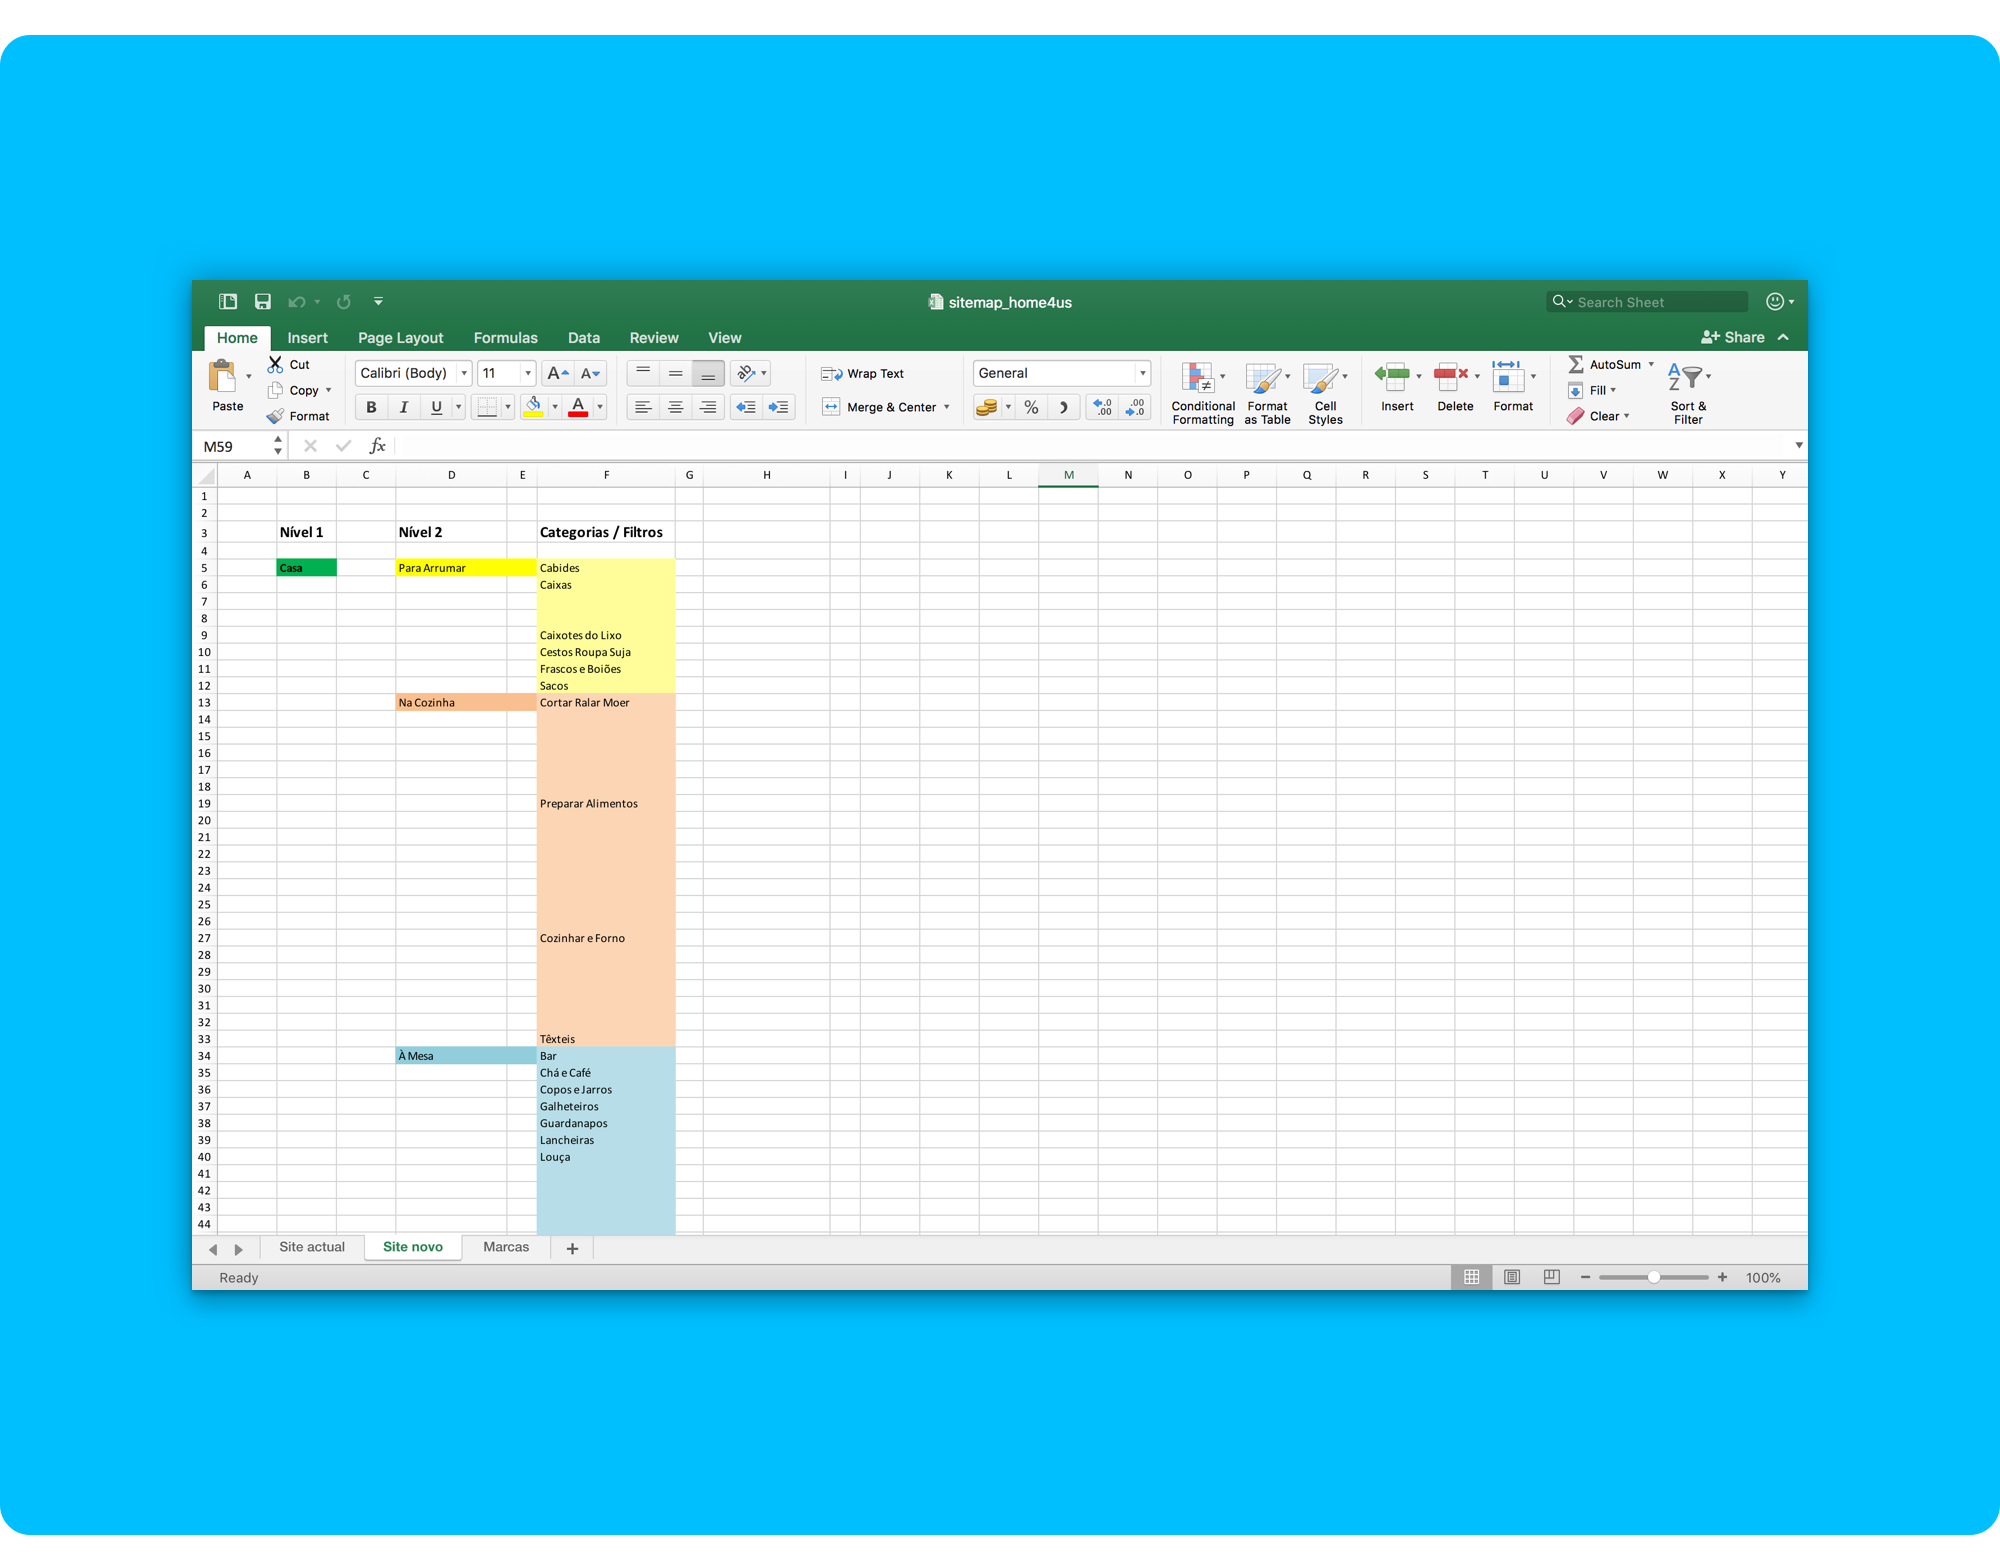 sitemap_home4us
Search Sheet
Home Insert Page Layout Formulas Data Review View
Share
Paste
Cut
Copy
Format
Calibri (Body) 11 A A
B I U A
ab
Wrap Text
Merge & Center
General
% .0 .00 .00 .0
Conditional Formatting
Format as Table
Cell Styles
Insert
Delete
Format
AutoSum
Fill
Clear
A Z
Sort & Filter
M59 fx
A B C D E F G H I J K L M N O P Q R S T U V W X Y
1
2
3 Nível 1 Nível 2 Categorias / Filtros
4
5 Casa Para Arrumar Cabides
6 Caixas
7
8
9 Caixotes do Lixo
10 Cestos Roupa Suja
11 Frascos e Boiões
12 Sacos
13 Na Cozinha Cortar Ralar Moer
14
15
16
17
18
19 Preparar Alimentos
20
21
22
23
24
25
26
27 Cozinhar e Forno
28
29
30
31
32
33 Têxteis
34 À Mesa Bar
35 Chá e Café
36 Copos e Jarros
37 Galheteiros
38 Guardanapos
39 Lancheiras
40 Louça
41
42
43
44
Site actual Site novo Marcas +
Ready
100%